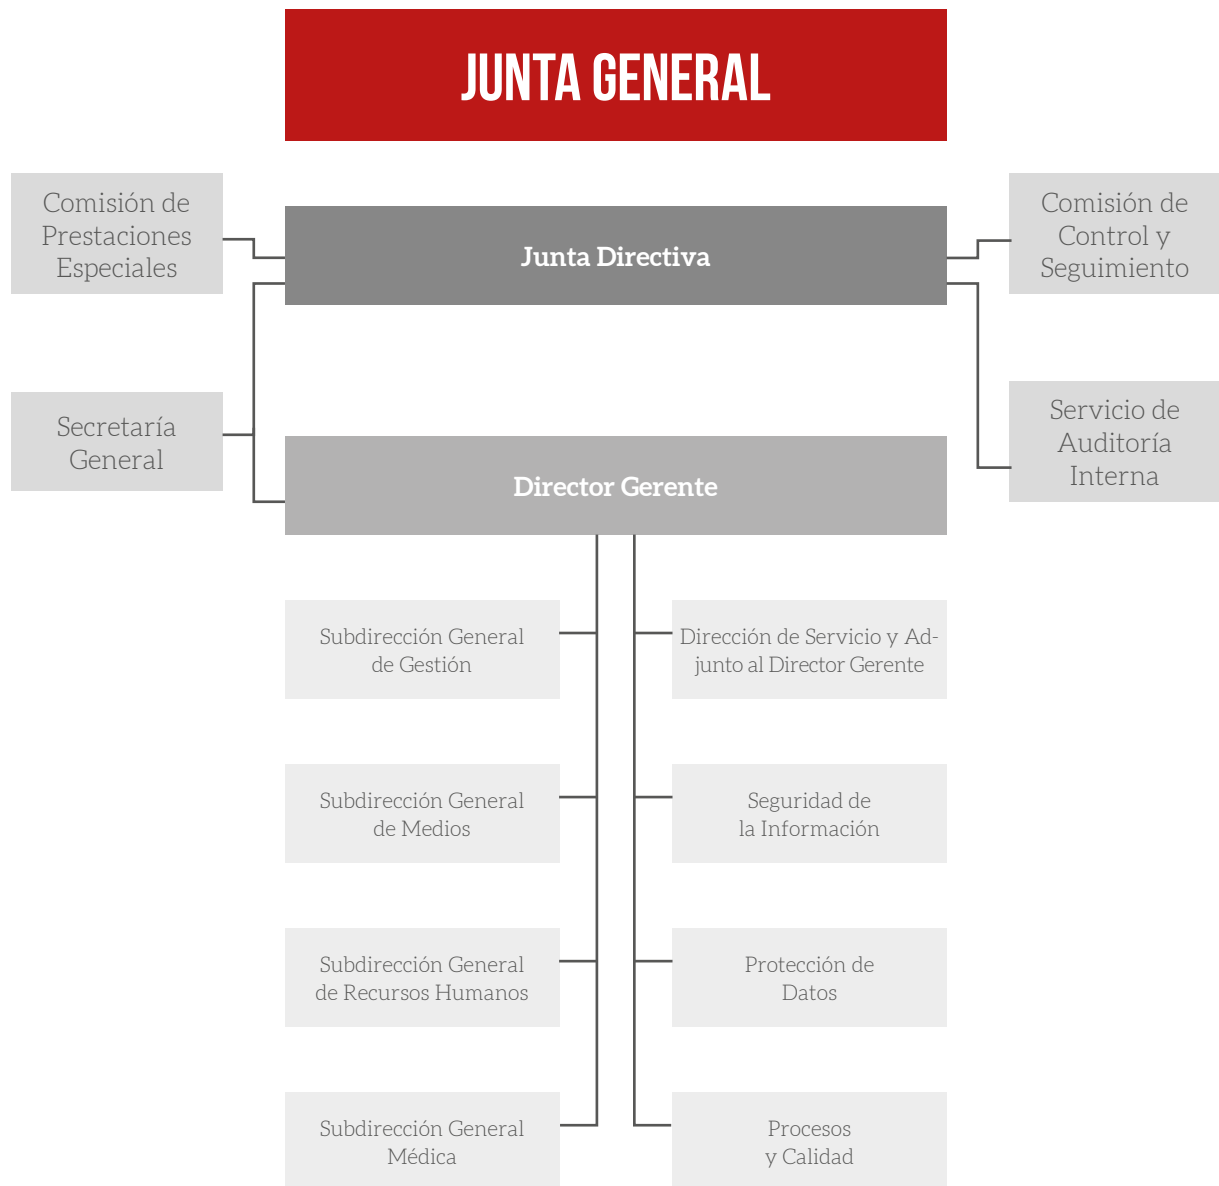 JUNTA GENERAL
Comisión de
Prestaciones
Especiales
Junta Directiva
Comisión de
Control y
Seguimiento
Secretaría
General
Director Gerente
Servicio de
Auditoría
Interna
Subdirección General
de Gestión
Dirección de Servicio y Ad-
junto al Director Gerente
Subdirección General
de Medios
Seguridad de
la Información
Subdirección General
de Recursos Humanos
Protección de
Datos
Subdirección General
Médica
Procesos
y Calidad